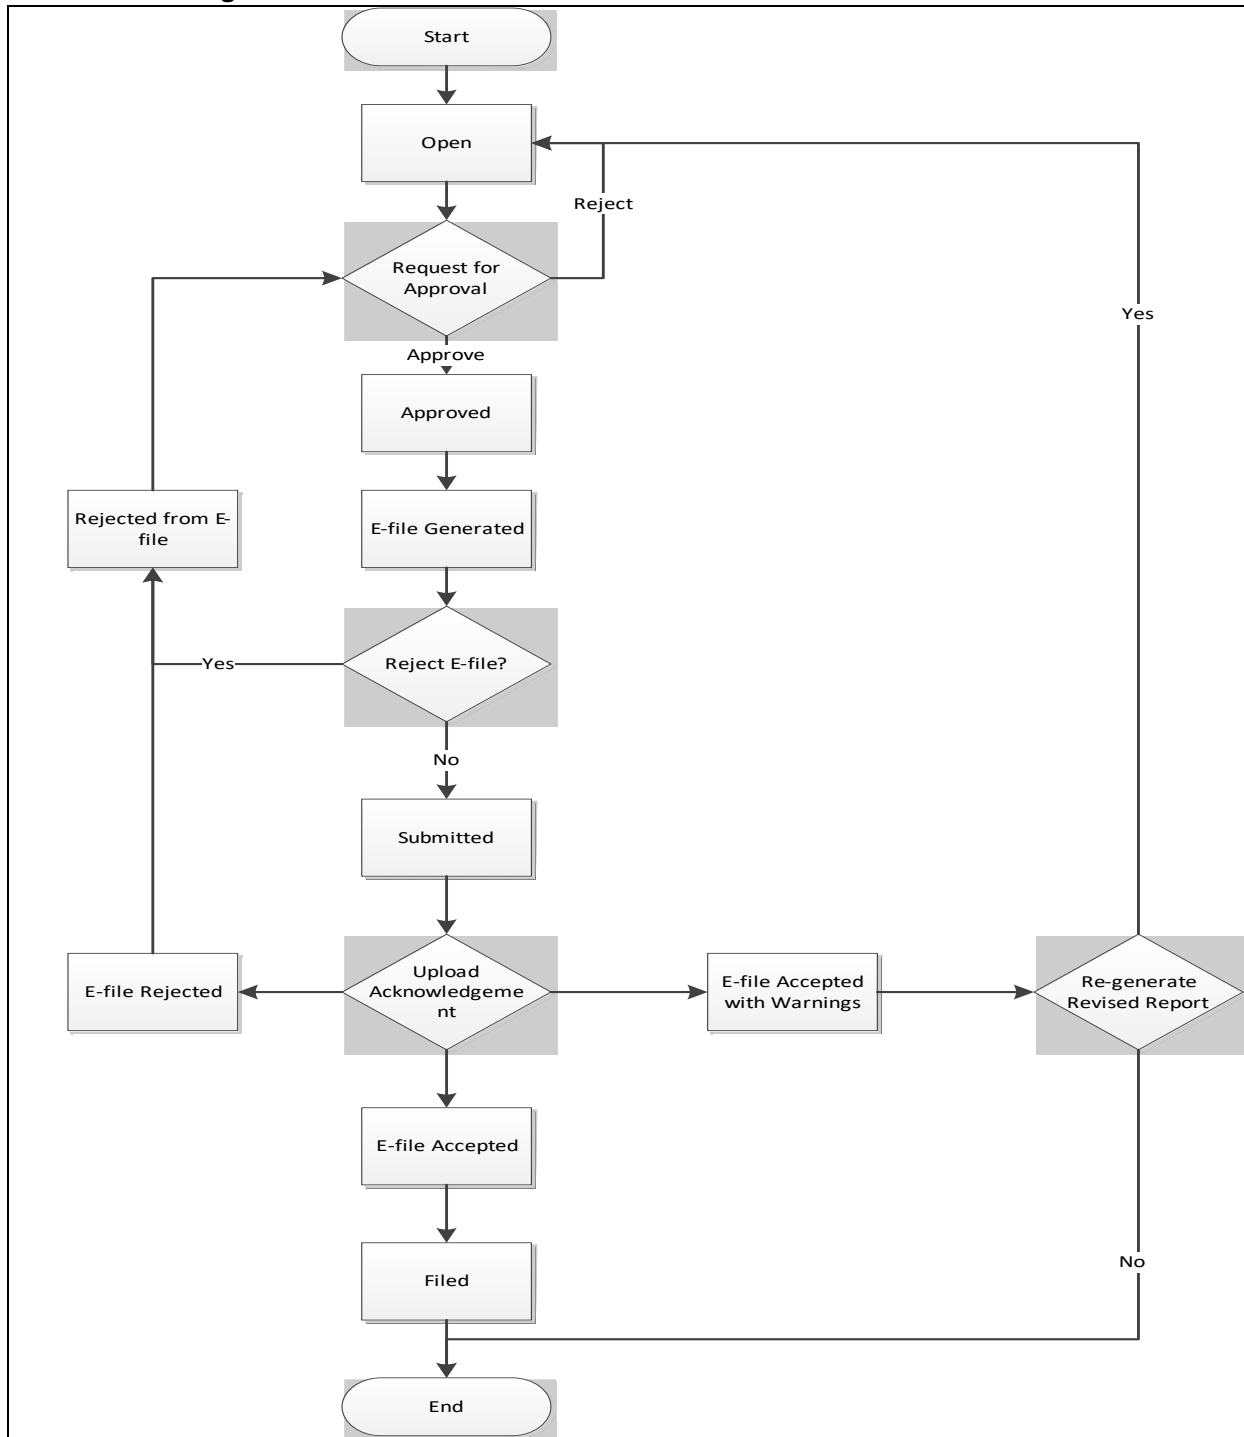 Start
Open
Reject
Request for
Approval
Yes
Approve
Approved
Rejected from E-
file
E-file Generated
Yes
Reject E-file?
No
Submitted
E-file Rejected
Upload
Acknowledgeme
nt
E-file Accepted
with Warnings
Re-generate
Revised Report
E-file Accepted
No
Filed
End